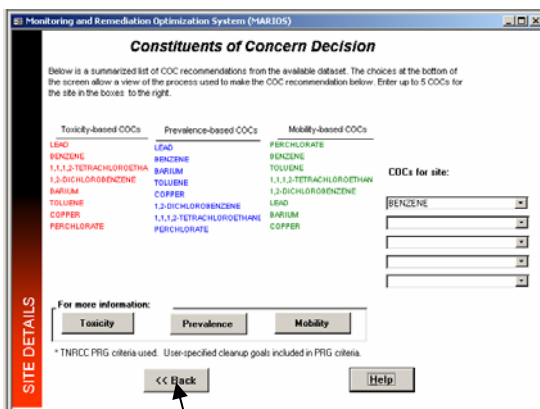 Monitoring and Remediation Optimization System (MAROS)
Constituents of Concern Decision
Below is a summarized list of COC recommendations from the available dataset. The choices at the bottom of
the screen allow a view of the process used to make the COC recommendation below. Enter up to 5 COCs for
the site in the boxes to the right.
Toxicity-based COCs
LEAD
BENZENE
1,1,1,2-TETRACHLOROETHA
1,2-DICHLOROBENZENE
BARIUM
TOLUENE
COPPER
PERCHLORATE
Prevalence-based COCs
LEAD
BENZENE
BARIUM
TOLUENE
COPPER
1,2-DICHLOROBENZENE
1,1,1,2-TETRACHLOROETHANE
PERCHLORATE
Mobility-based COCs
PERCHLORATE
BENZENE
TOLUENE
1,1,1,2-TETRACHLOROETHAN
1,2-DICHLOROBENZENE
LEAD
BARIUM
COPPER
COCs for site:
BENZENE
SITE DETAILS
For more information:
Toxicity
Prevalence
Mobility
* TNRCC PRG criteria used. User-specified cleanup goals included in PRG criteria.
<< Back
Help